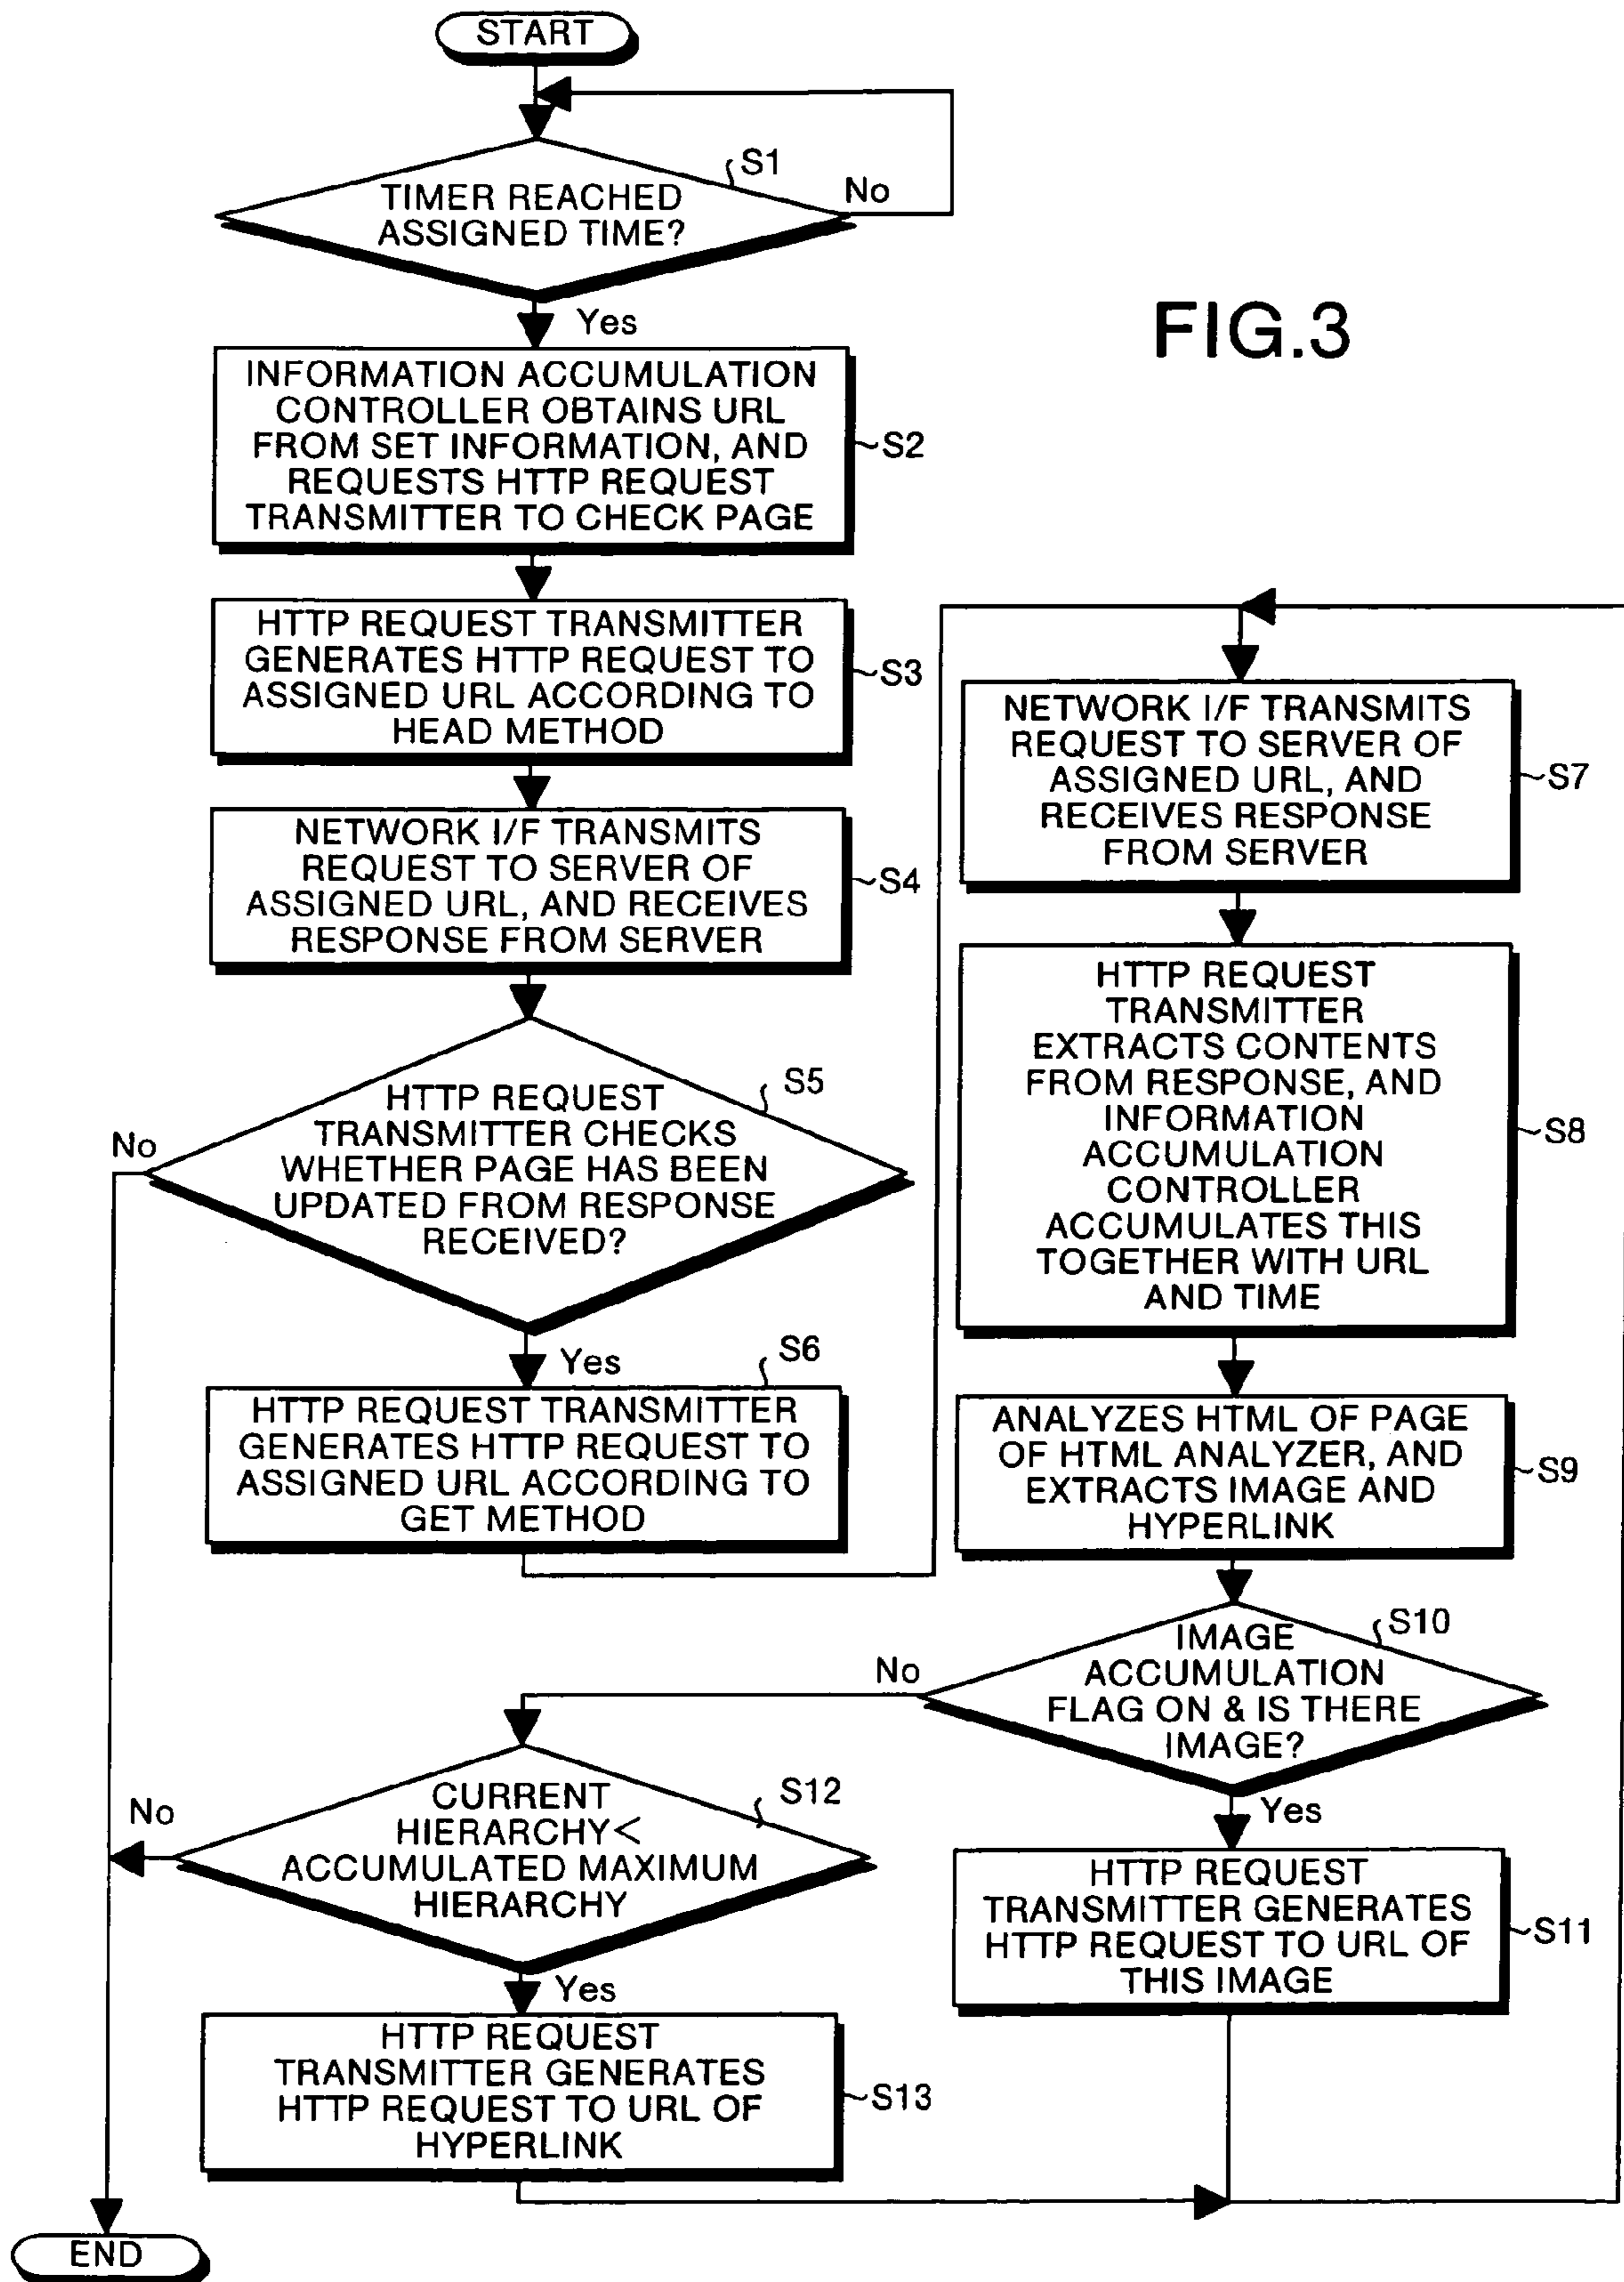 START
S1
TIMER REACHED
ASSIGNED TIME?
No
Yes
FIG.3
INFORMATION ACCUMULATION
CONTROLLER OBTAINS URL
FROM SET INFORMATION, AND
REQUESTS HTTP REQUEST
TRANSMITTER TO CHECK PAGE
S2
HTTP REQUEST TRANSMITTER
GENERATES HTTP REQUEST TO
ASSIGNED URL ACCORDING TO
HEAD METHOD
S3
NETWORK I/F TRANSMITS
REQUEST TO SERVER OF
ASSIGNED URL, AND RECEIVES
RESPONSE FROM SERVER
S4
S5
HTTP REQUEST
TRANSMITTER CHECKS
WHETHER PAGE HAS BEEN
UPDATED FROM RESPONSE
RECEIVED?
No
Yes
S6
HTTP REQUEST TRANSMITTER
GENERATES HTTP REQUEST TO
ASSIGNED URL ACCORDING TO
GET METHOD
NETWORK I/F TRANSMITS
REQUEST TO SERVER OF
ASSIGNED URL, AND
RECEIVES RESPONSE
FROM SERVER
S7
HTTP REQUEST
TRANSMITTER
EXTRACTS CONTENTS
FROM RESPONSE, AND
INFORMATION
ACCUMULATION
CONTROLLER
ACCUMULATES THIS
TOGETHER WITH URL
AND TIME
S8
ANALYZES HTML OF PAGE
OF HTML ANALYZER, AND
EXTRACTS IMAGE AND
HYPERLINK
S9
S10
IMAGE
ACCUMULATION
FLAG ON & IS THERE
IMAGE?
No
Yes
HTTP REQUEST
TRANSMITTER GENERATES
HTTP REQUEST TO URL OF
THIS IMAGE
S11
S12
CURRENT
HIERARCHY<
ACCUMULATED MAXIMUM
HIERARCHY
No
Yes
HTTP REQUEST
TRANSMITTER GENERATES
HTTP REQUEST TO URL OF
HYPERLINK
S13
END